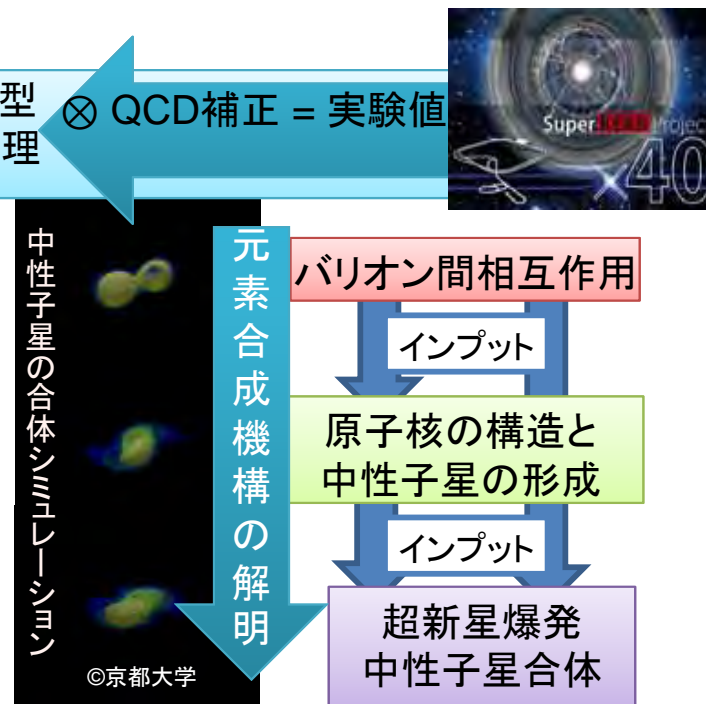 型
理
⊗ QCD補正 = 実験値
Super
Projec
×40
中性子星の合体シミュレーション
元素合成機構の解明
バリオン間相互作用
インプット
原子核の構造と
中性子星の形成
インプット
超新星爆発
中性子星合体
©京都大学